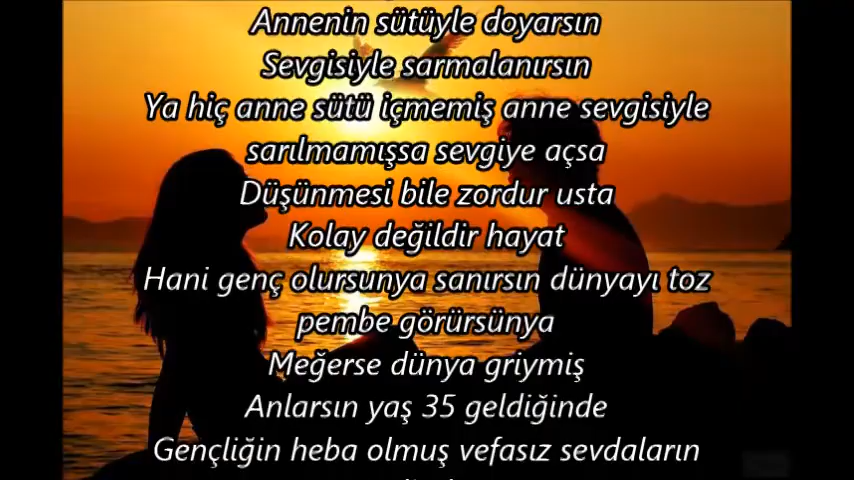 Annenin sütüyle doyarsın
Sevgisiyle sarmalanırsın
Ya hiç anne sütü içmemiş anne sevgisiyle
sarılmamışsa sevgiye açsa
Düşünmesi bile zordur usta
Kolay değildir hayat
Hani genç olursunya sanırsın dünyayı toz
pembe görürsünya
Meğerse dünya griymiş
Anlarsın yaş 35 geldiğinde
Gençliğin heba olmuş vefasız sevdaların